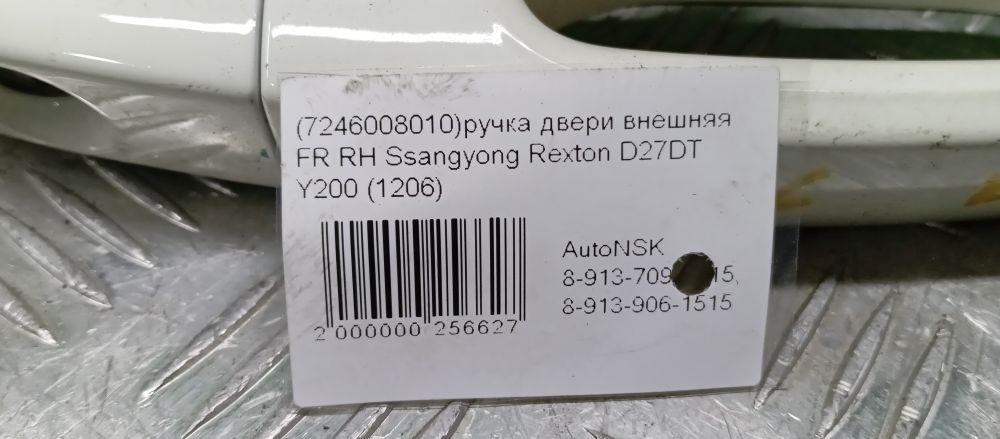 (7246008010)ручка двери внешняя
FR RH Ssangyong Rexton D27DT
Y200 (1206)
AutoNSK
8-913-906-1515
2 000000 256627